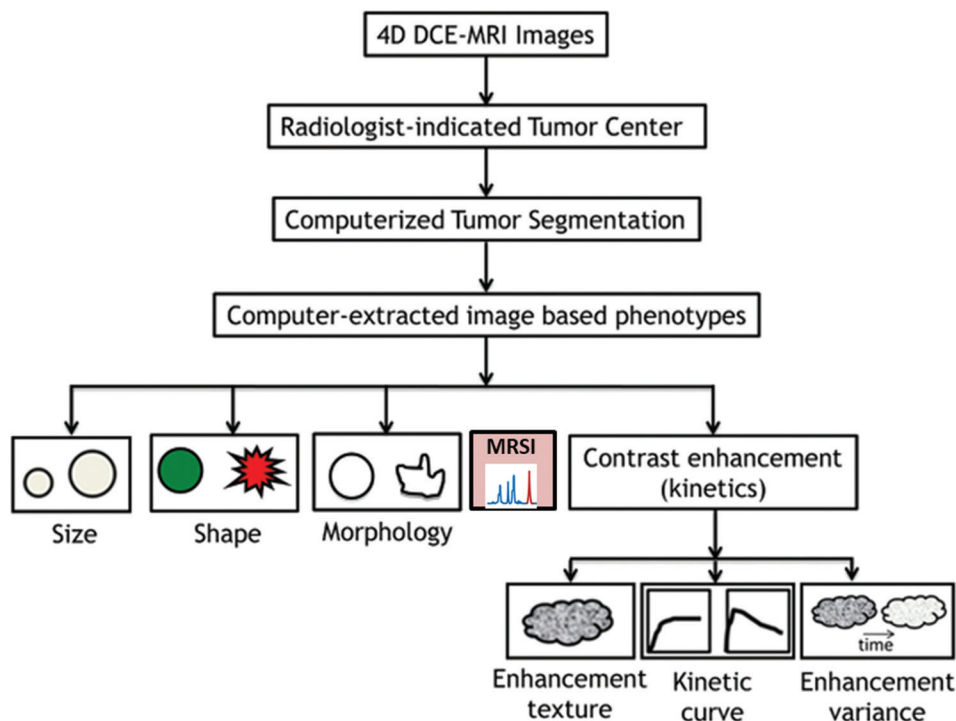 4D DCE-MRI Images
Radiologist-indicated Tumor Center
Computerized Tumor Segmentation
Computer-extracted image based phenotypes
MRSI
Contrast enhancement
(kinetics)
Size
Shape
Morphology
time
Enhancement
texture
Kinetic
curve
Enhancement
variance